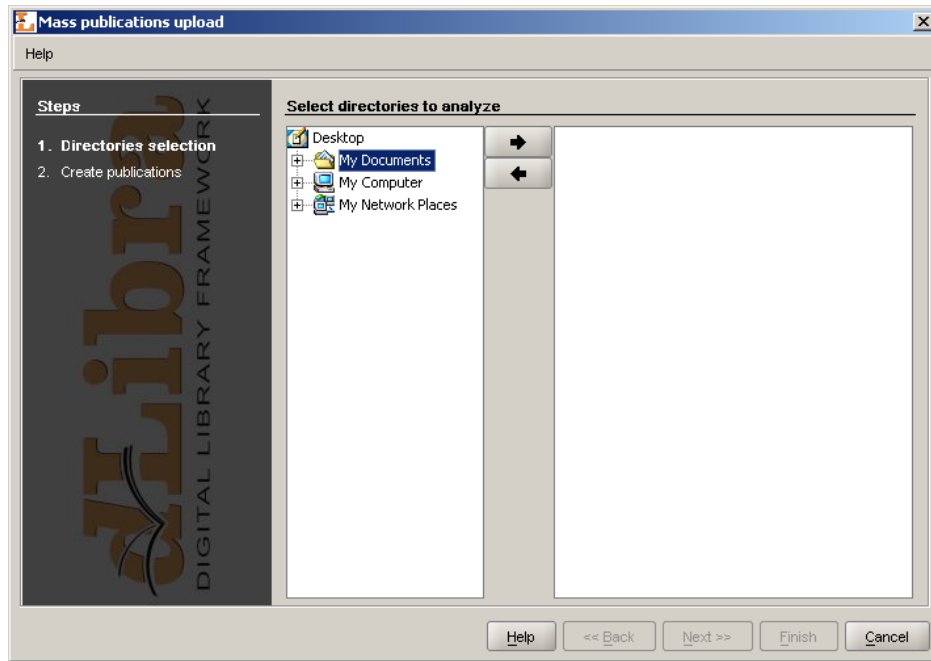 Mass publications upload
Help
Steps
1. Directories selection
2. Create publications
dLibra
DIGITAL LIBRARY FRAMEWORK
Select directories to analyze
Desktop
My Documents
My Computer
My Network Places
Help
<< Back
Next >>
Finish
Cancel